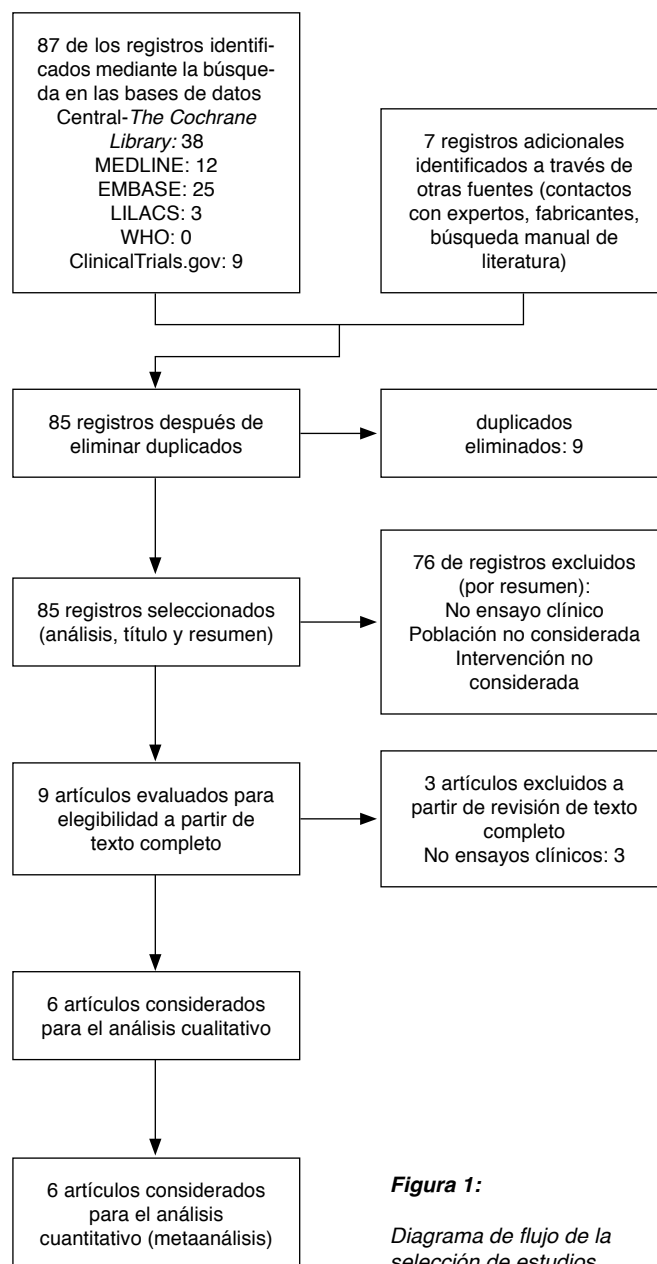 87 de los registros identifi-
cados mediante la búsque-
da en las bases de datos
Central-The Cochrane
Library: 38
MEDLINE: 12
EMBASE: 25
LILACS: 3
WHO: 0
ClinicalTrials.gov: 9
7 registros adicionales
identificados a través de
otras fuentes (contactos
con expertos, fabricantes,
búsqueda manual de
literatura)
85 registros después de
eliminar duplicados
duplicados
eliminados: 9
85 registros seleccionados
(análisis, título y resumen)
76 de registros excluidos
(por resumen):
No ensayo clínico
Población no considerada
Intervención no
considerada
9 artículos evaluados para
elegibilidad a partir de
texto completo
3 artículos excluidos a
partir de revisión de texto
completo
No ensayos clínicos: 3
6 artículos considerados
para el análisis cualitativo
6 artículos considerados
para el análisis
cuantitativo (metaanálisis)
Figura 1:
Diagrama de flujo de la
selección de estudios